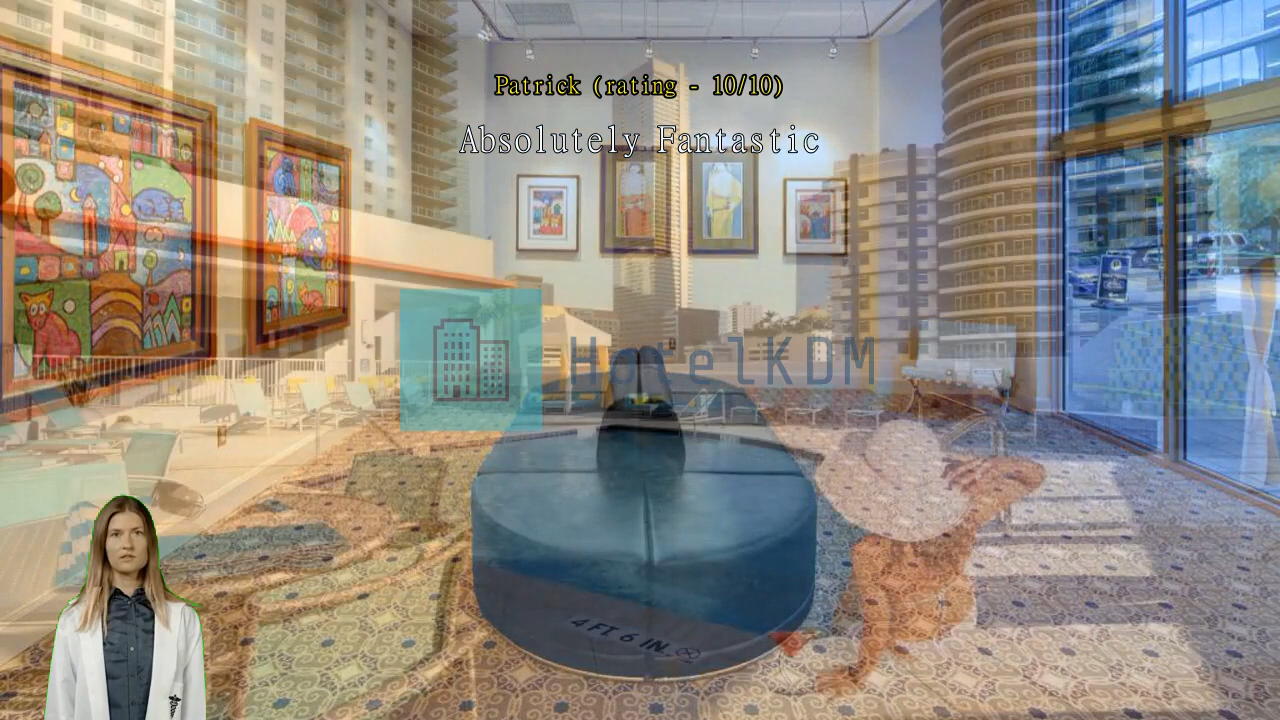 Patrick (rating - 10/10)
Absolutely Fantastic
HotelKDM
4 FT 6 IN